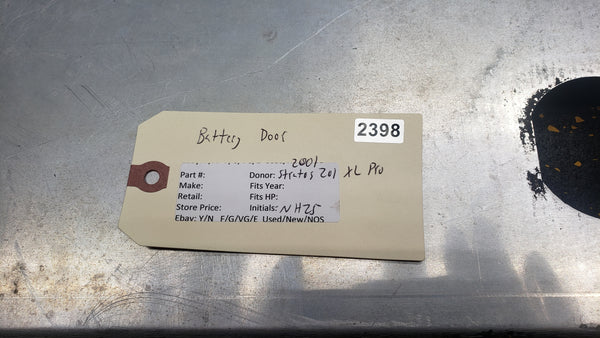 Battery Door
2398
2001
Part #: Donor: Stratos 201 XL Pro
Make: Fits Year:
Retail: Fits HP:
Store Price: Initials: NH25
Ebay: Y/N F/G/VG/E Used/New/NOS